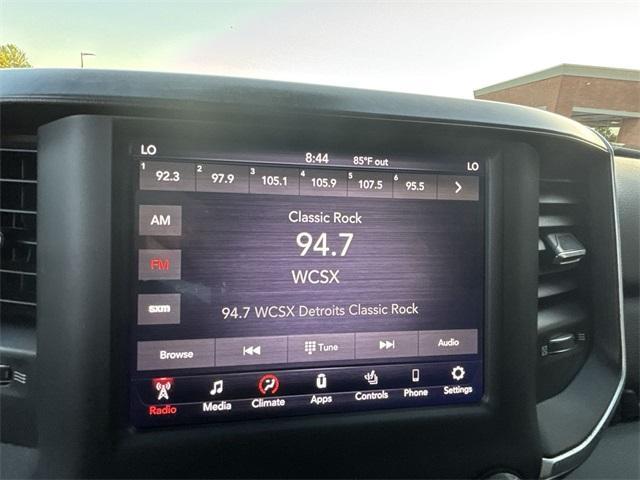 LO 8:44 85°F out LO
1 92.3 2 97.9 3 105.1 4 105.9 5 107.5 6 95.5
AM
Classic Rock
94.7
FM
WCSX
sxm
94.7 WCSX Detroits Classic Rock
Browse Tune Audio
Radio Media Climate Apps Controls Phone Settings